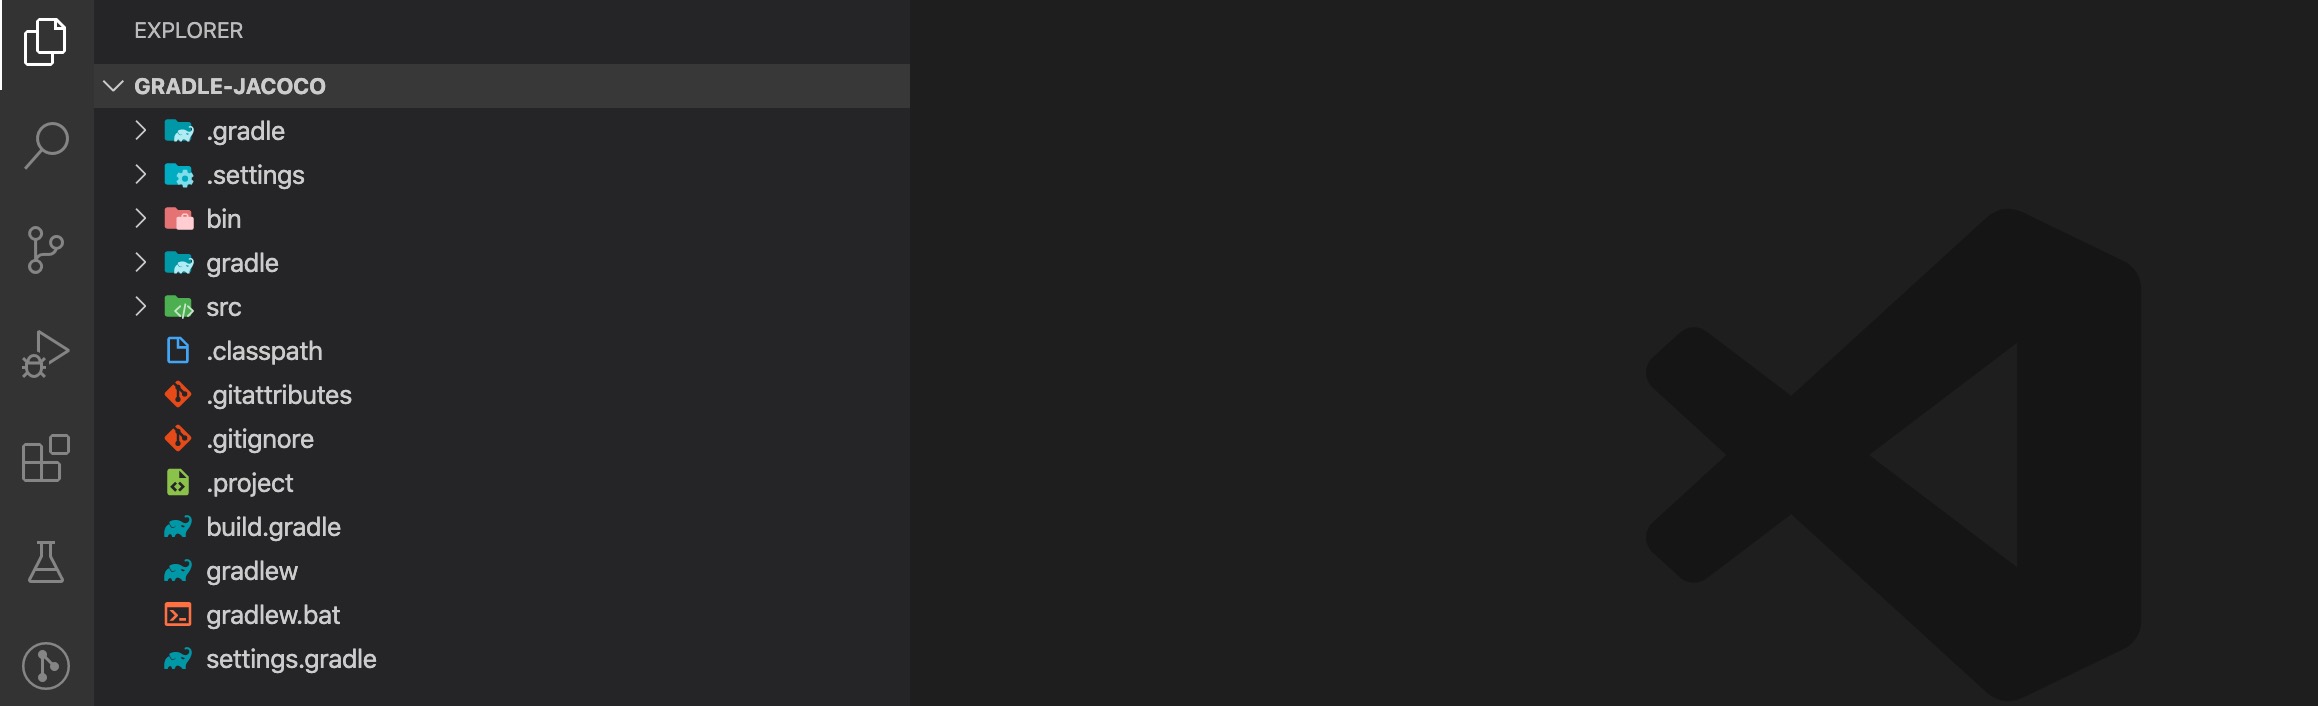 EXPLORER
GRADLE-JACOCO
.gradle
.settings
bin
gradle
src
.classpath
.gitattributes
.gitignore
.project
build.gradle
gradlew
gradlew.bat
settings.gradle